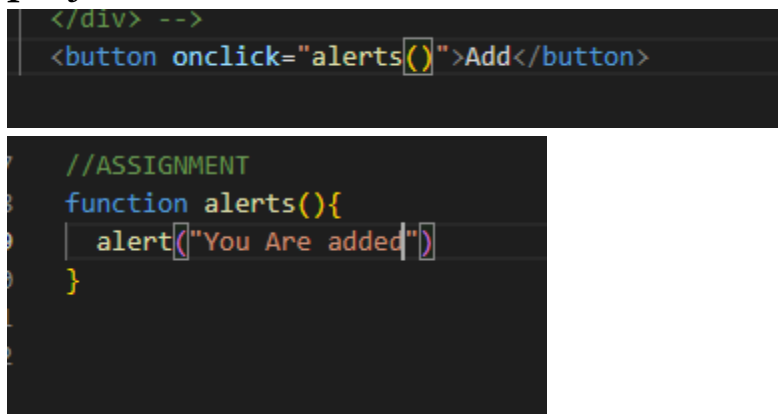 </div> -->
<button onclick="alerts()">Add</button>
//ASSIGNMENT
function alerts(){
alert("You Are added")
}